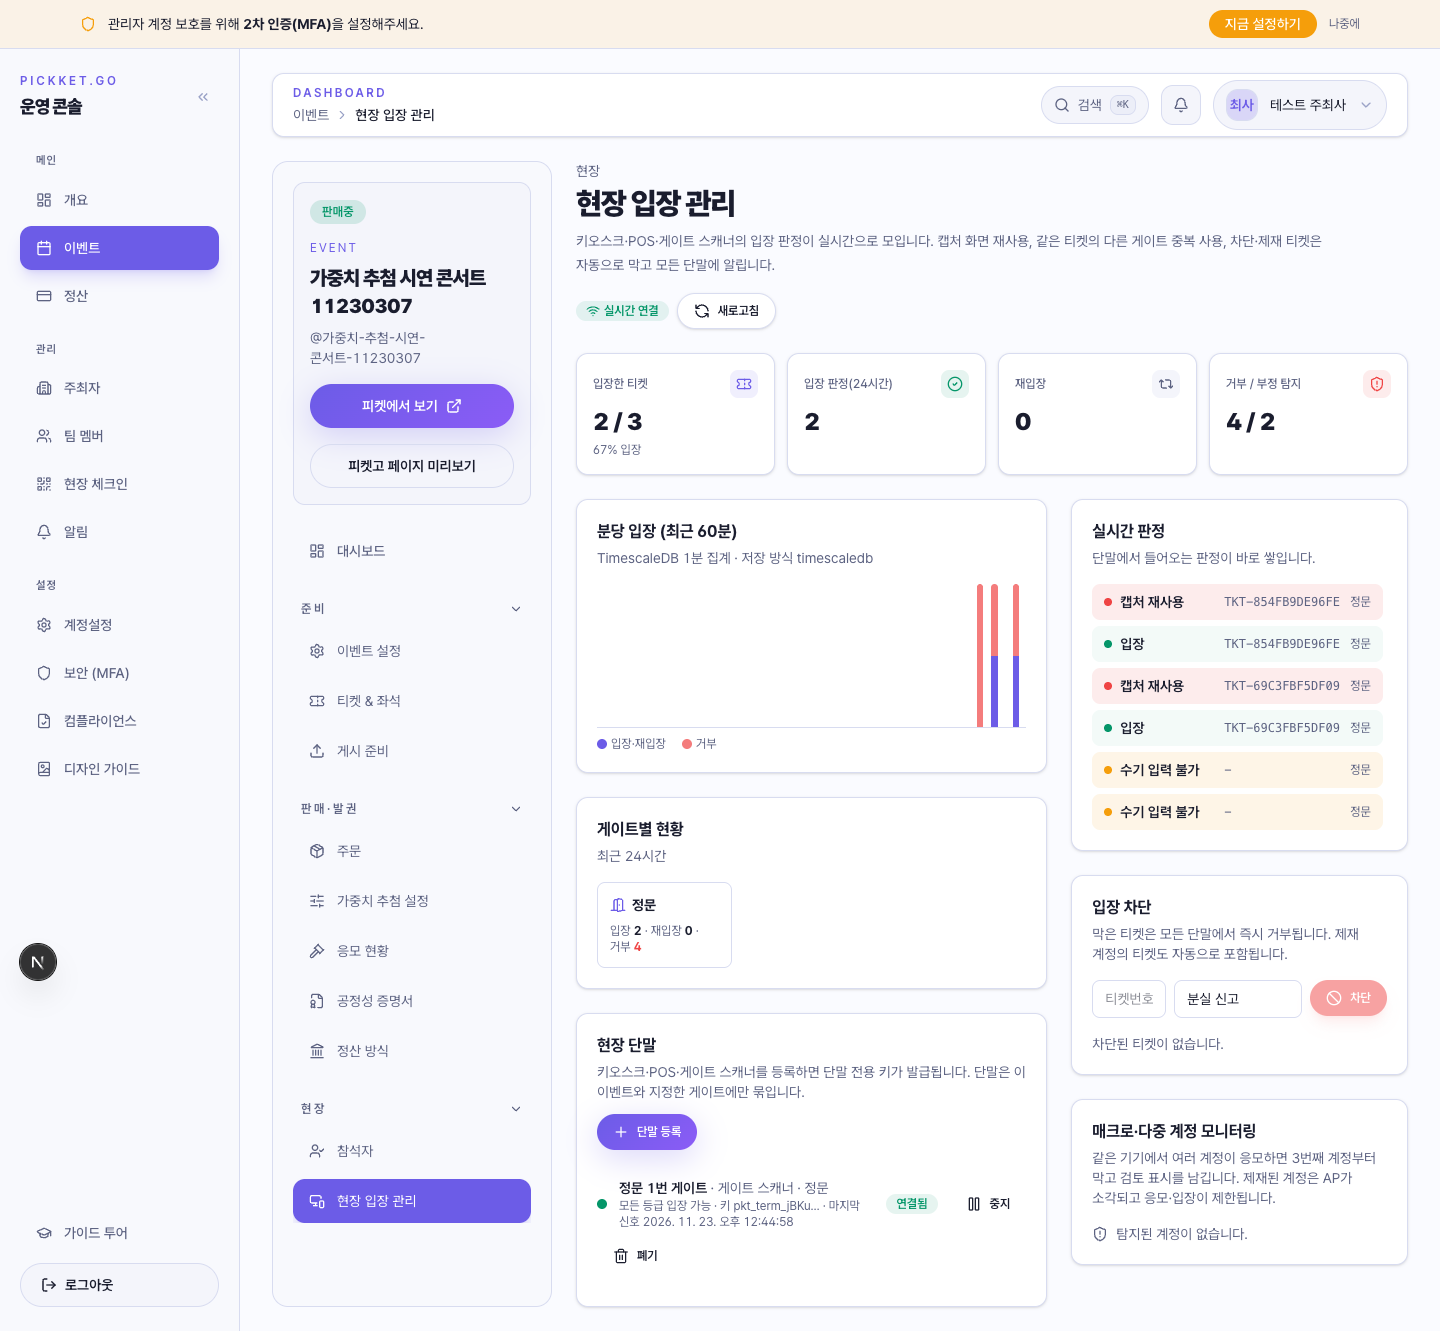 관리자 계정 보호를 위해 2차 인증(MFA)을 설정해주세요.
지금 설정하기
나중에
PICKKET.GO
운영 콘솔
메인
개요
이벤트
정산
관리
주최자
팀 멤버
현장 체크인
알림
설정
계정설정
보안 (MFA)
컴플라이언스
디자인 가이드
N
가이드 투어
로그아웃
DASHBOARD
이벤트
현장 입장 관리
검색
⌘K
최사
테스트 주최사
판매중
EVENT
가중치 추첨 시연 콘서트
11230307
@가중치-추첨-시연-
콘서트-11230307
피켓에서 보기
피켓고 페이지 미리보기
대시보드
준비
이벤트 설정
티켓 & 좌석
게시 준비
판매·발권
주문
가중치 추첨 설정
응모 현황
공정성 증명서
정산 방식
현장
참석자
현장 입장 관리
현장
현장 입장 관리
키오스크·POS·게이트 스캐너의 입장 판정이 실시간으로 모입니다. 캡처 화면 재사용, 같은 티켓의 다른 게이트 중복 사용, 차단·제재 티켓은
자동으로 막고 모든 단말에 알립니다.
실시간 연결
새로고침
입장한 티켓
2 / 3
67% 입장
입장 판정(24시간)
2
재입장
0
거부 / 부정 탐지
4 / 2
분당 입장 (최근 60분)
TimescaleDB 1분 집계 · 저장 방식 timescaledb
입장·재입장
거부
게이트별 현황
최근 24시간
정문
입장 2 · 재입장 0 ·
거부 4
현장 단말
키오스크·POS·게이트 스캐너를 등록하면 단말 전용 키가 발급됩니다. 단말은 이
이벤트와 지정한 게이트에만 묶입니다.
단말 등록
정문 1번 게이트 · 게이트 스캐너 · 정문
모든 등급 입장 가능 · 키 pkt_term_jBKu… · 마지막
신호 2026. 11. 23. 오후 12:44:58
연결됨
중지
폐기
실시간 판정
단말에서 들어오는 판정이 바로 쌓입니다.
캡처 재사용 TKT-854FB9DE96FE 정문
입장 TKT-854FB9DE96FE 정문
캡처 재사용 TKT-69C3FBF5DF09 정문
입장 TKT-69C3FBF5DF09 정문
수기 입력 불가 – 정문
수기 입력 불가 – 정문
입장 차단
막은 티켓은 모든 단말에서 즉시 거부됩니다. 제재
계정의 티켓도 자동으로 포함됩니다.
티켓번호
분실 신고
차단
차단된 티켓이 없습니다.
매크로·다중 계정 모니터링
같은 기기에서 여러 계정이 응모하면 3번째 계정부터
막고 검토 표시를 남깁니다. 제재된 계정은 AP가
소각되고 응모·입장이 제한됩니다.
탐지된 계정이 없습니다.